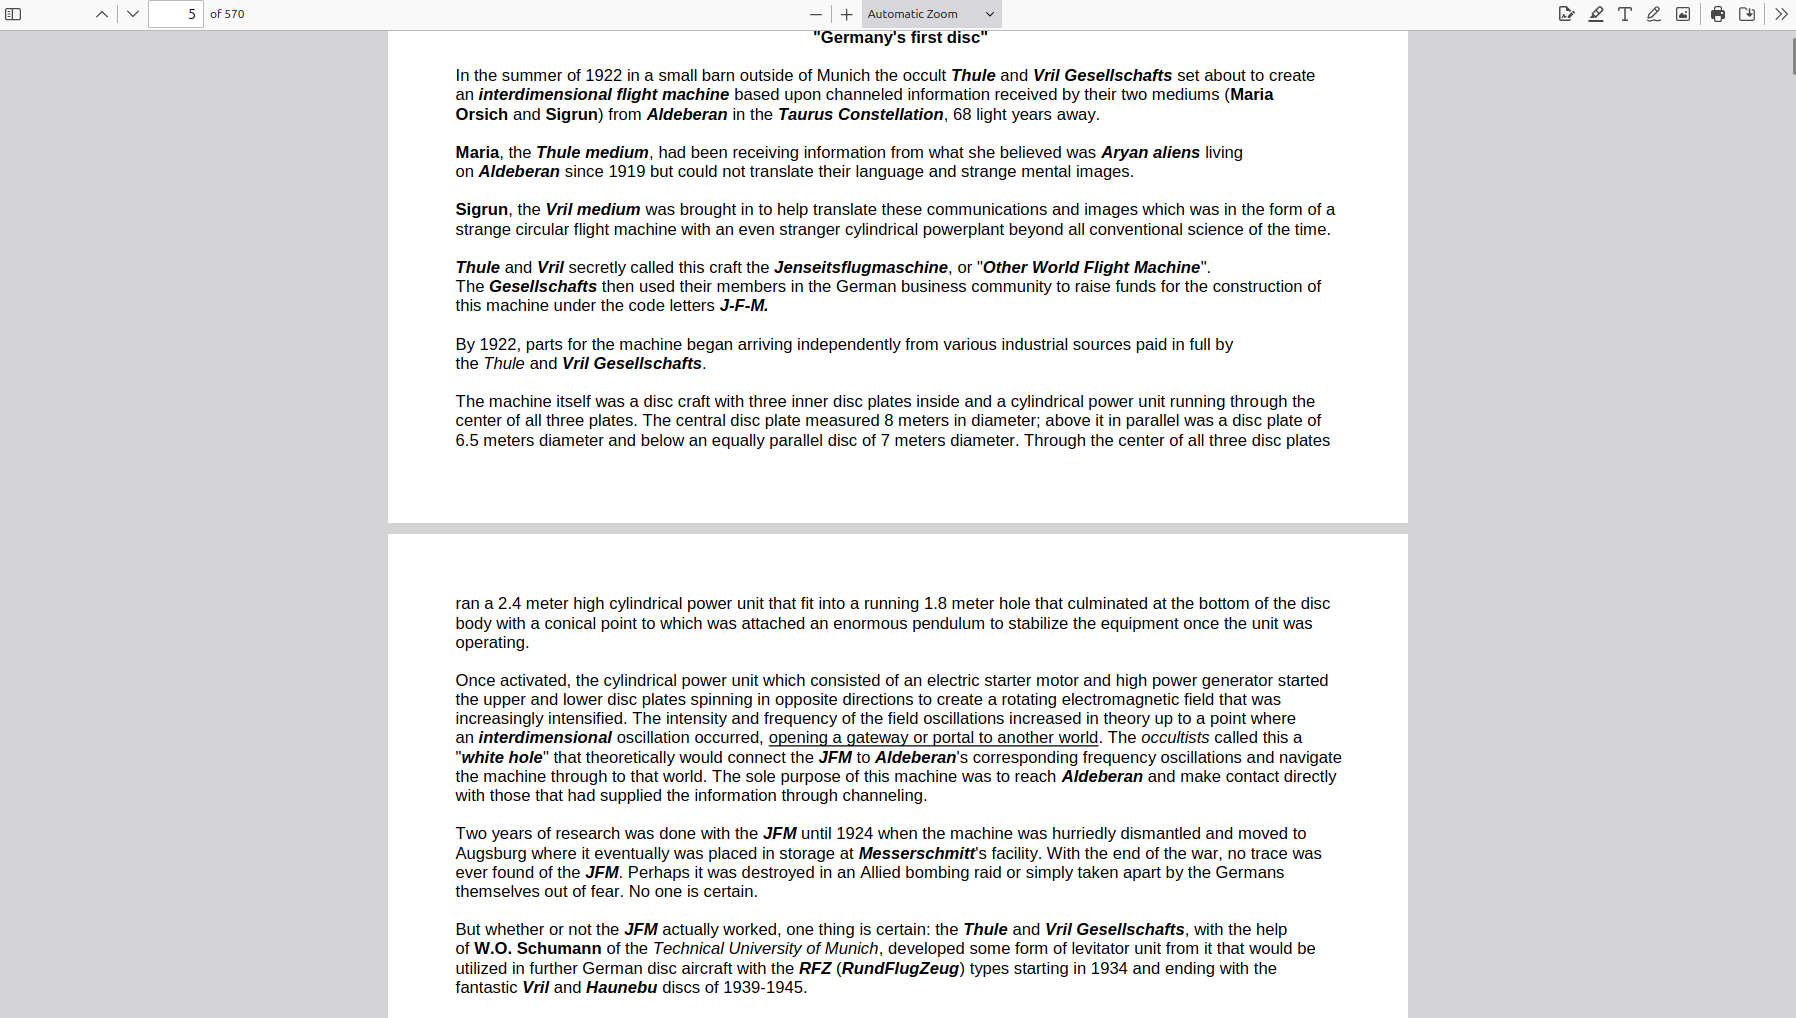 5 of 570
Automatic Zoom
"Germany's first disc"
In the summer of 1922 in a small barn outside of Munich the occult Thule and Vril Gesellschafts set about to create
an interdimensional flight machine based upon channeled information received by their two mediums (Maria
Orsich and Sigrun) from Aldeberan in the Taurus Constellation, 68 light years away.
Maria, the Thule medium, had been receiving information from what she believed was Aryan aliens living
on Aldeberan since 1919 but could not translate their language and strange mental images.
Sigrun, the Vril medium was brought in to help translate these communications and images which was in the form of a
strange circular flight machine with an even stranger cylindrical powerplant beyond all conventional science of the time.
Thule and Vril secretly called this craft the Jenseitsflugmaschine, or "Other World Flight Machine".
The Gesellschafts then used their members in the German business community to raise funds for the construction of
this machine under the code letters J-F-M.
By 1922, parts for the machine began arriving independently from various industrial sources paid in full by
the Thule and Vril Gesellschafts.
The machine itself was a disc craft with three inner disc plates inside and a cylindrical power unit running through the
center of all three plates. The central disc plate measured 8 meters in diameter; above it in parallel was a disc plate of
6.5 meters diameter and below an equally parallel disc of 7 meters diameter. Through the center of all three disc plates
ran a 2.4 meter high cylindrical power unit that fit into a running 1.8 meter hole that culminated at the bottom of the disc
body with a conical point to which was attached an enormous pendulum to stabilize the equipment once the unit was
operating.
Once activated, the cylindrical power unit which consisted of an electric starter motor and high power generator started
the upper and lower disc plates spinning in opposite directions to create a rotating electromagnetic field that was
increasingly intensified. The intensity and frequency of the field oscillations increased in theory up to a point where
an interdimensional oscillation occurred, opening a gateway or portal to another world. The occultists called this a
"white hole" that theoretically would connect the JFM to Aldeberan's corresponding frequency oscillations and navigate
the machine through to that world. The sole purpose of this machine was to reach Aldeberan and make contact directly
with those that had supplied the information through channeling.
Two years of research was done with the JFM until 1924 when the machine was hurriedly dismantled and moved to
Augsburg where it eventually was placed in storage at Messerschmitt's facility. With the end of the war, no trace was
ever found of the JFM. Perhaps it was destroyed in an Allied bombing raid or simply taken apart by the Germans
themselves out of fear. No one is certain.
But whether or not the JFM actually worked, one thing is certain: the Thule and Vril Gesellschafts, with the help
of W.O. Schumann of the Technical University of Munich, developed some form of levitator unit from it that would be
utilized in further German disc aircraft with the RFZ (RundFlugZeug) types starting in 1934 and ending with the
fantastic Vril and Haunebu discs of 1939-1945.